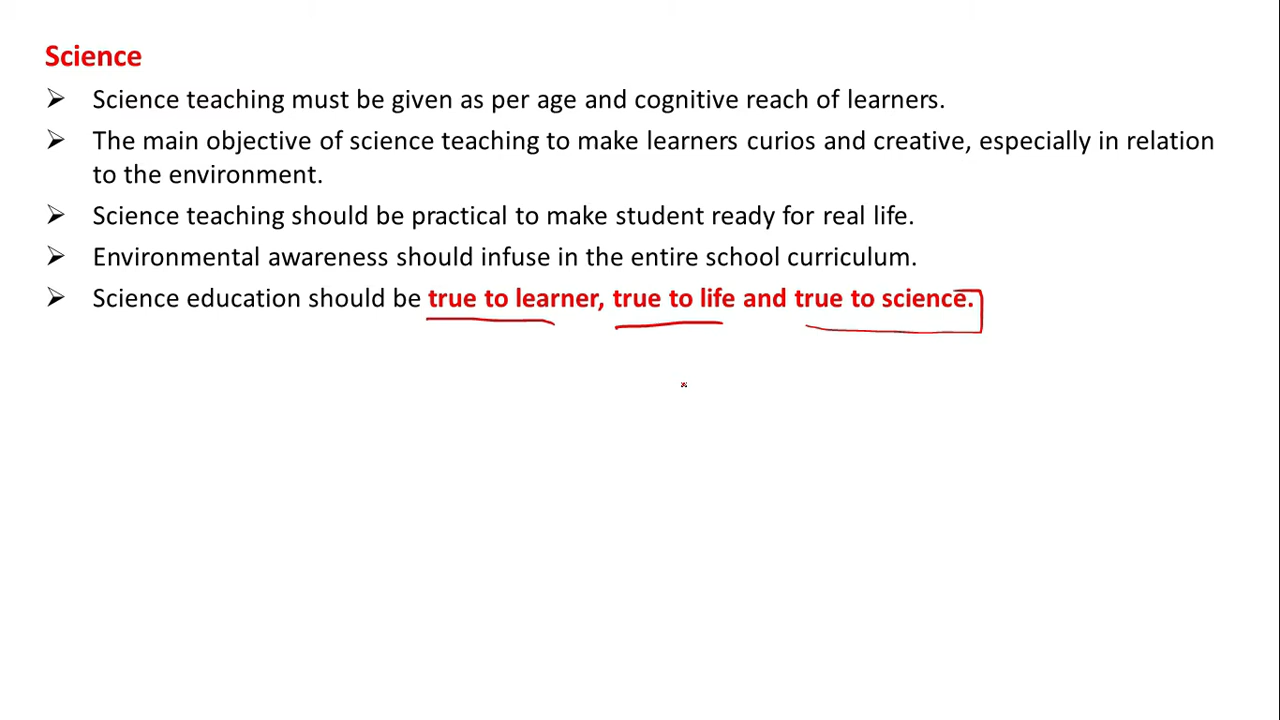 Science
➢ Science teaching must be given as per age and cognitive reach of learners.
➢ The main objective of science teaching to make learners curios and creative, especially in relation
to the environment.
➢ Science teaching should be practical to make student ready for real life.
➢ Environmental awareness should infuse in the entire school curriculum.
➢ Science education should be true to learner, true to life and true to science.